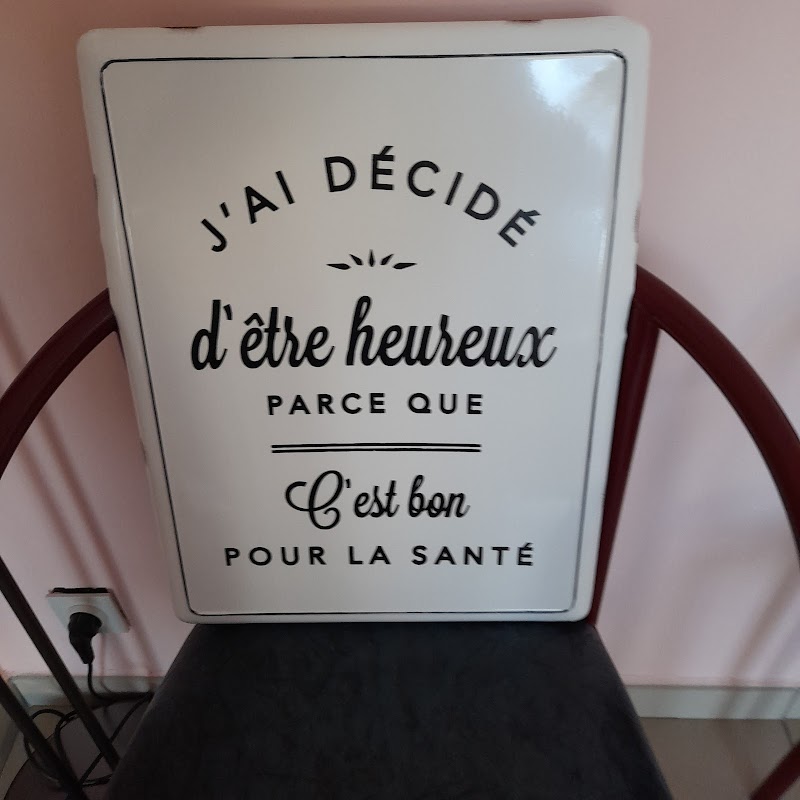 J'AI DÉCIDÉ
d'être heureux
PARCE QUE
C'est bon
POUR LA SANTÉ